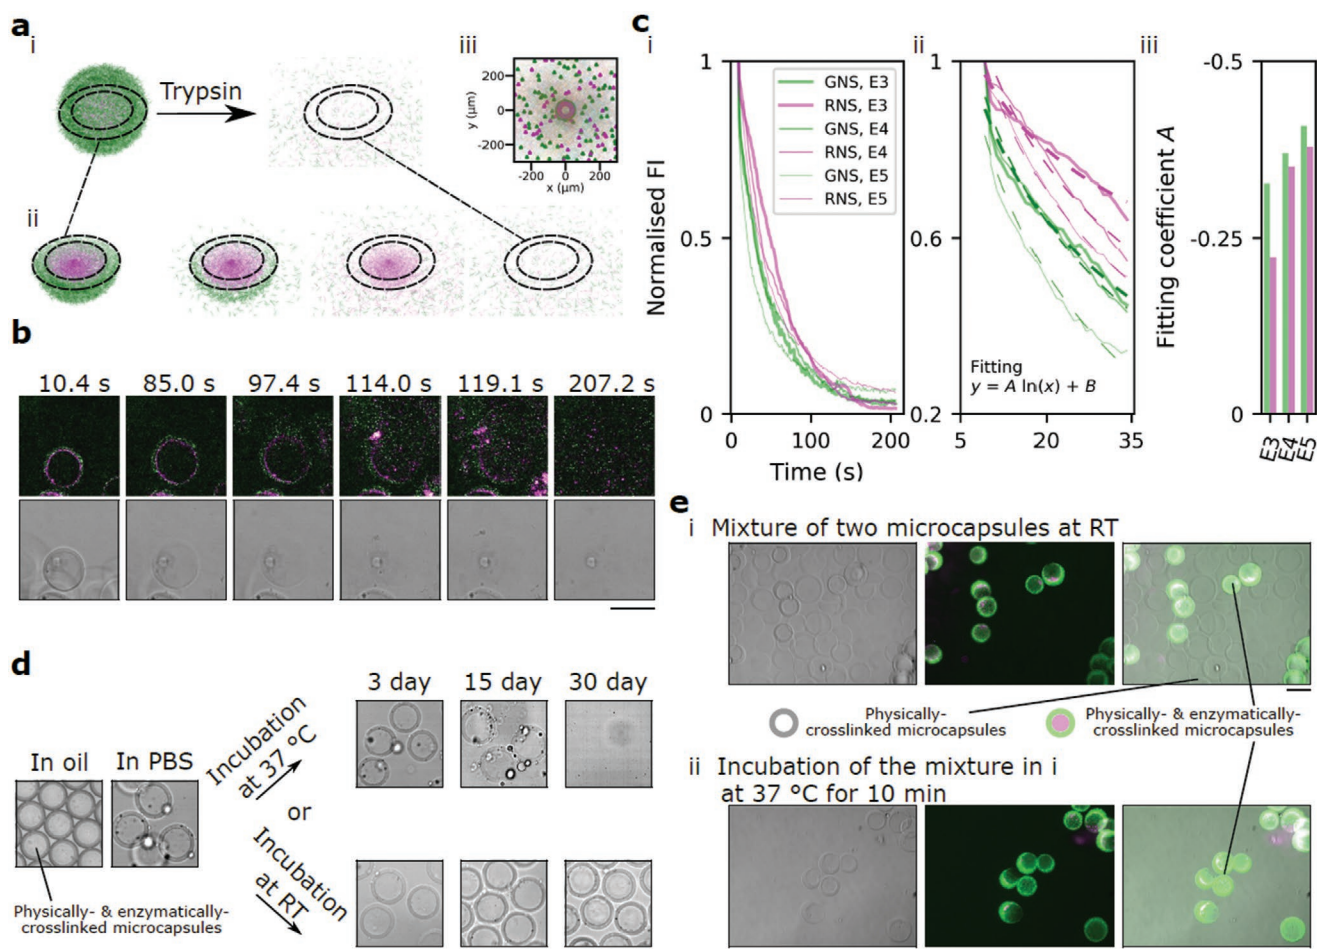 a
i
Trypsin
ii
iii
300
0
-300
y (µm)
-200 0 200
x (µm)
b
10.4 s 85.0 s 97.4 s 114.0 s 119.1 s 207.2 s
c
i
Normalised FI
1
0.5
0
0 100 200
Time (s)
GNS, E3
RNS, E3
GNS, E4
RNS, E4
GNS, E5
RNS, E5
ii
1
0.6
0.2
5 20 35
Fitting
y = A ln(x) + B
iii
Fitting coefficient A
-0.5
-0.25
0
E3
E4
E5
d
In oil In PBS
Physically- & enzymatically-
crosslinked microcapsules
Incubation
at 37 °C
or
Incubation
at RT
3 day 15 day 30 day
e
i Mixture of two microcapsules at RT
Physically-
crosslinked microcapsules
Physically- & enzymatically-
crosslinked microcapsules
ii Incubation of the mixture in i
at 37 °C for 10 min